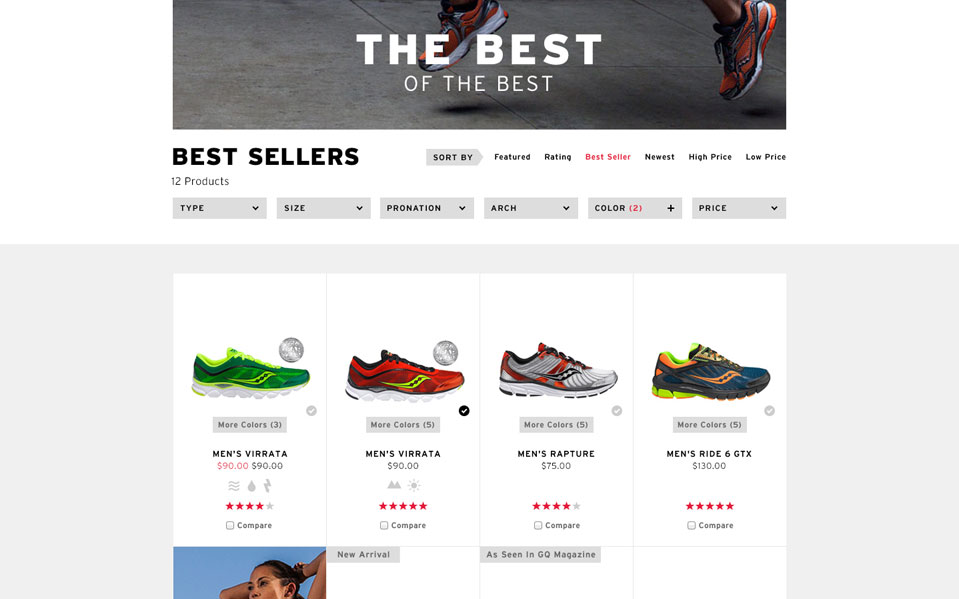 THE BEST
OF THE BEST
BEST SELLERS
SORT BY Featured Rating Best Seller Newest High Price Low Price
12 Products
TYPE SIZE PRONATION ARCH COLOR (2) + PRICE
More Colors (3) More Colors (5) More Colors (5) More Colors (5)
MEN'S VIRRATA MEN'S VIRRATA MEN'S RAPTURE MEN'S RIDE 6 GTX
$90.00 $90.00 $90.00 $75.00 $130.00
Compare Compare Compare Compare
New Arrival As Seen In GQ Magazine